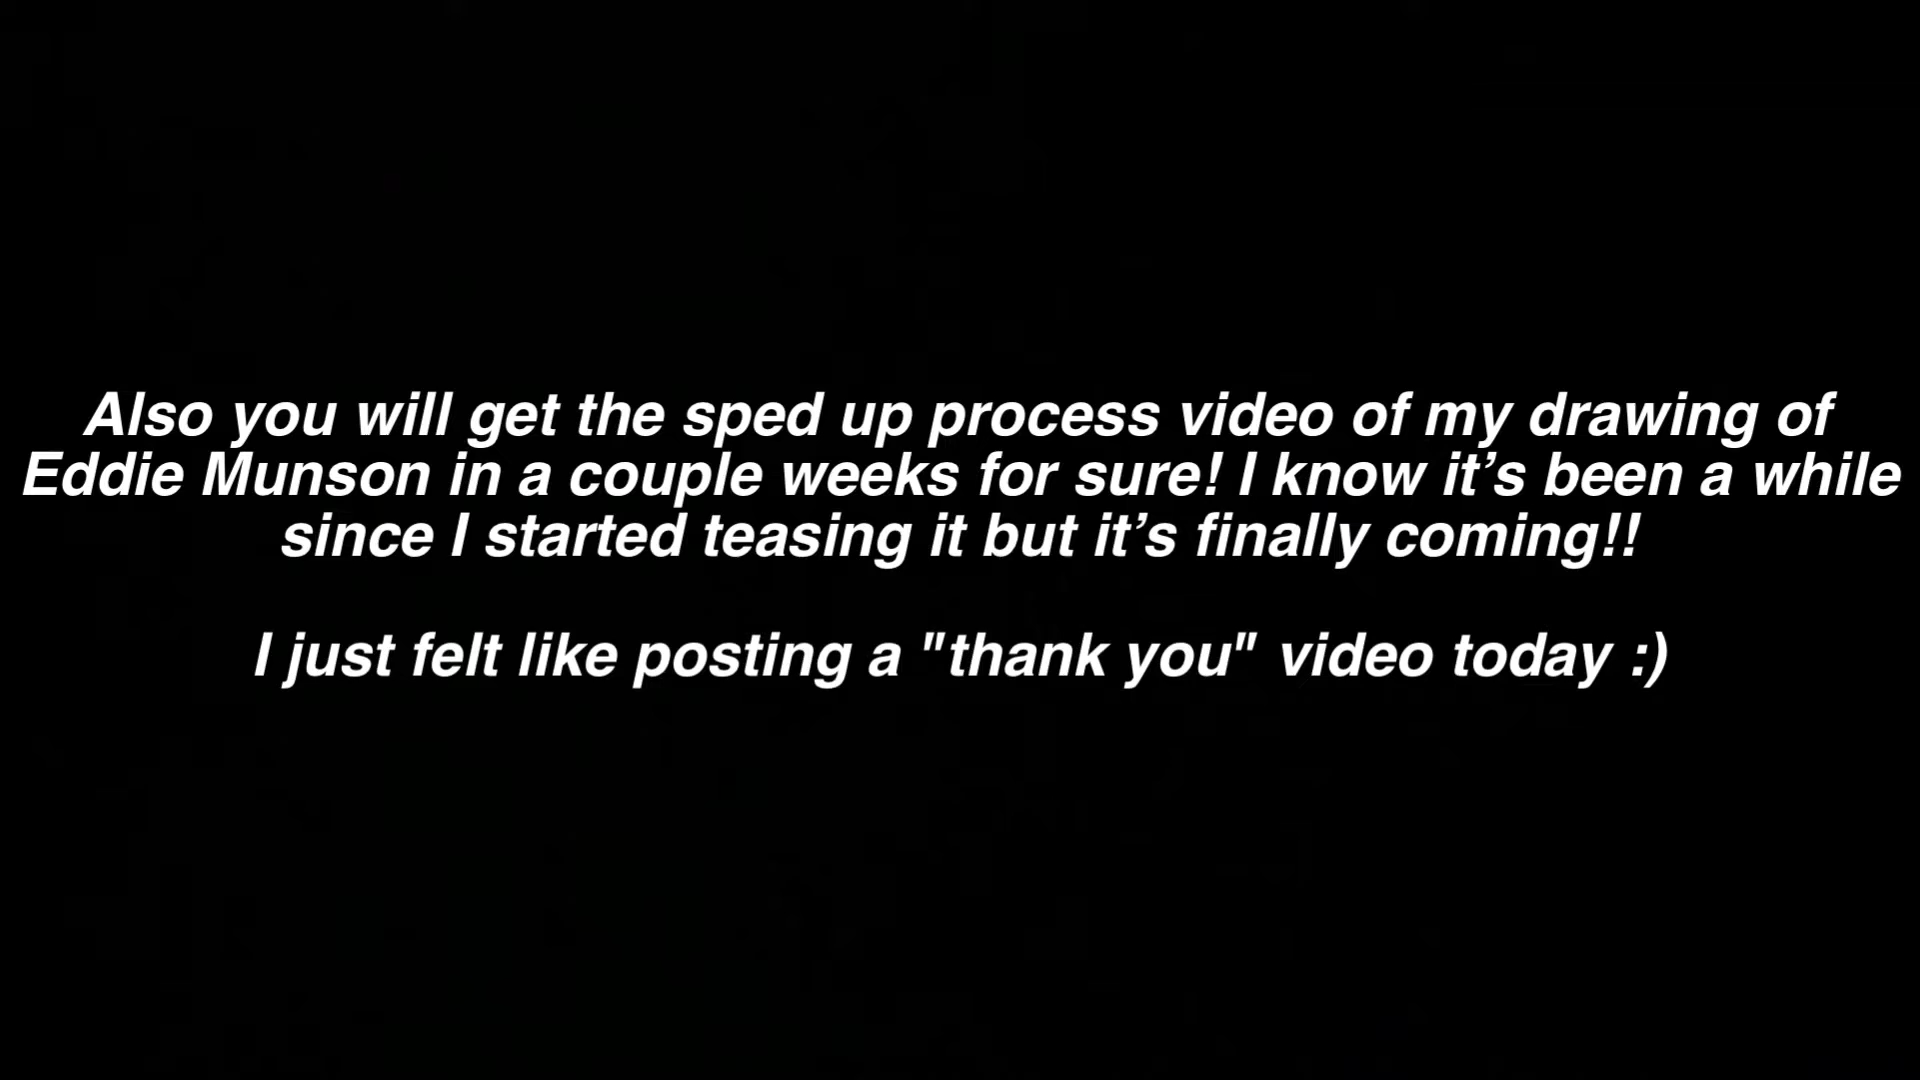 Also you will get the sped up process video of my drawing of
Eddie Munson in a couple weeks for sure! I know it’s been a while
since I started teasing it but it’s finally coming!!
I just felt like posting a "thank you" video today :)